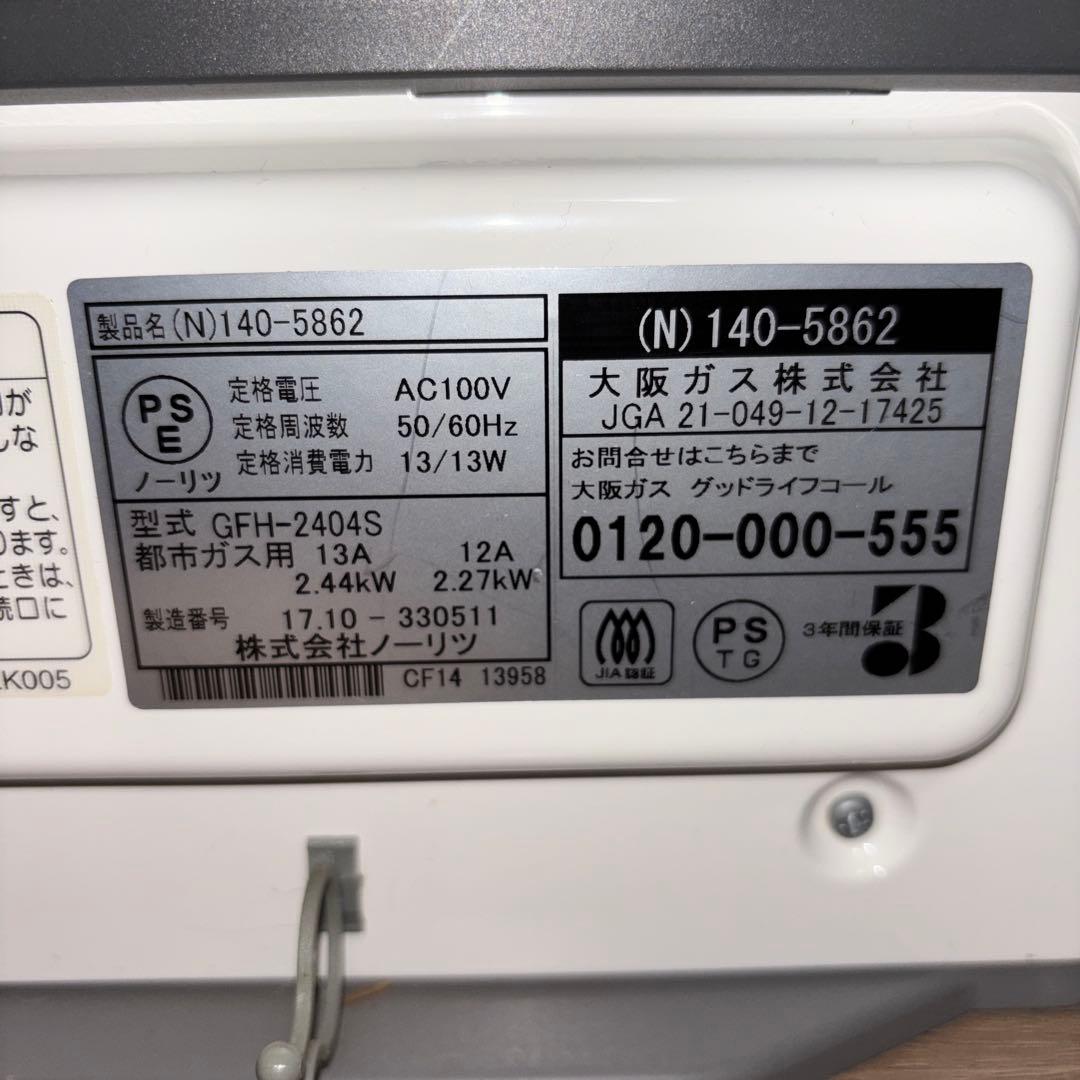 が
な
すと、
ります。
ときは、
続口に
K005
製品名(N)140-5862
PS
E
ノーリツ
定格電圧 AC100V
定格周波数 50/60Hz
定格消費電力 13/13W
型式 GFH-2404S
都市ガス用 13A 12A
2.44kW 2.27kW
製造番号 17.10-330511
株式会社ノーリツ
CF14 13958
(N)140-5862
大阪ガス株式会社
JGA 21-049-12-17425
お問合せはこちらまで
大阪ガス グッドライフコール
0120-000-555
JIA認証
PS
TG
3年間保証